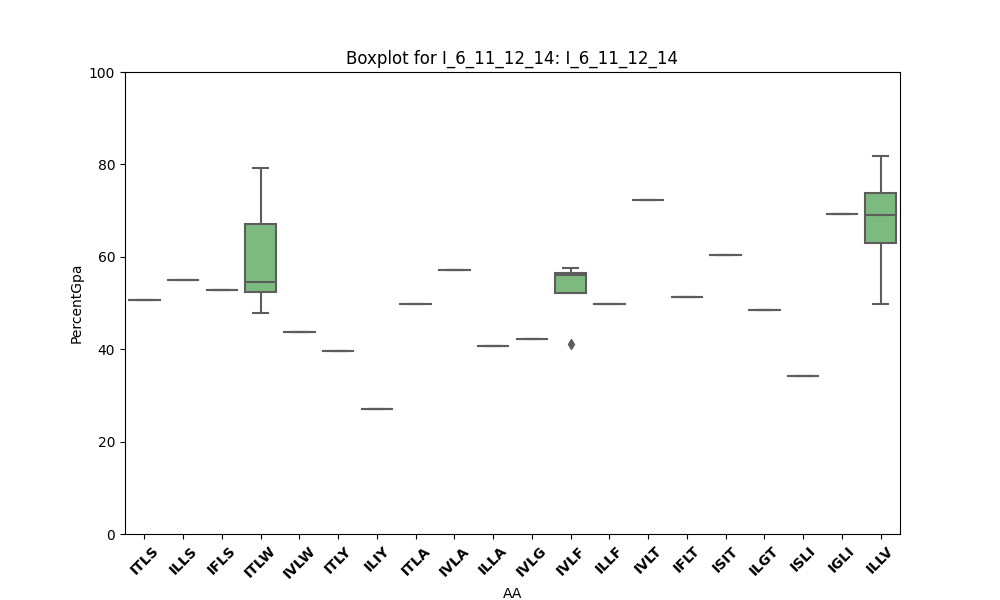 Boxplot for I_6_11_12_14: I_6_11_12_14
100
80
60
40
20
0
PercentGpa
ITLS ILLS IFLS ITLW IVLW ITLY ILIY ITLA IVLA ILLA IVLG IVLF ILLF IVLT IFLT ISIT ILGT ISLI IGLI ILLV
AA